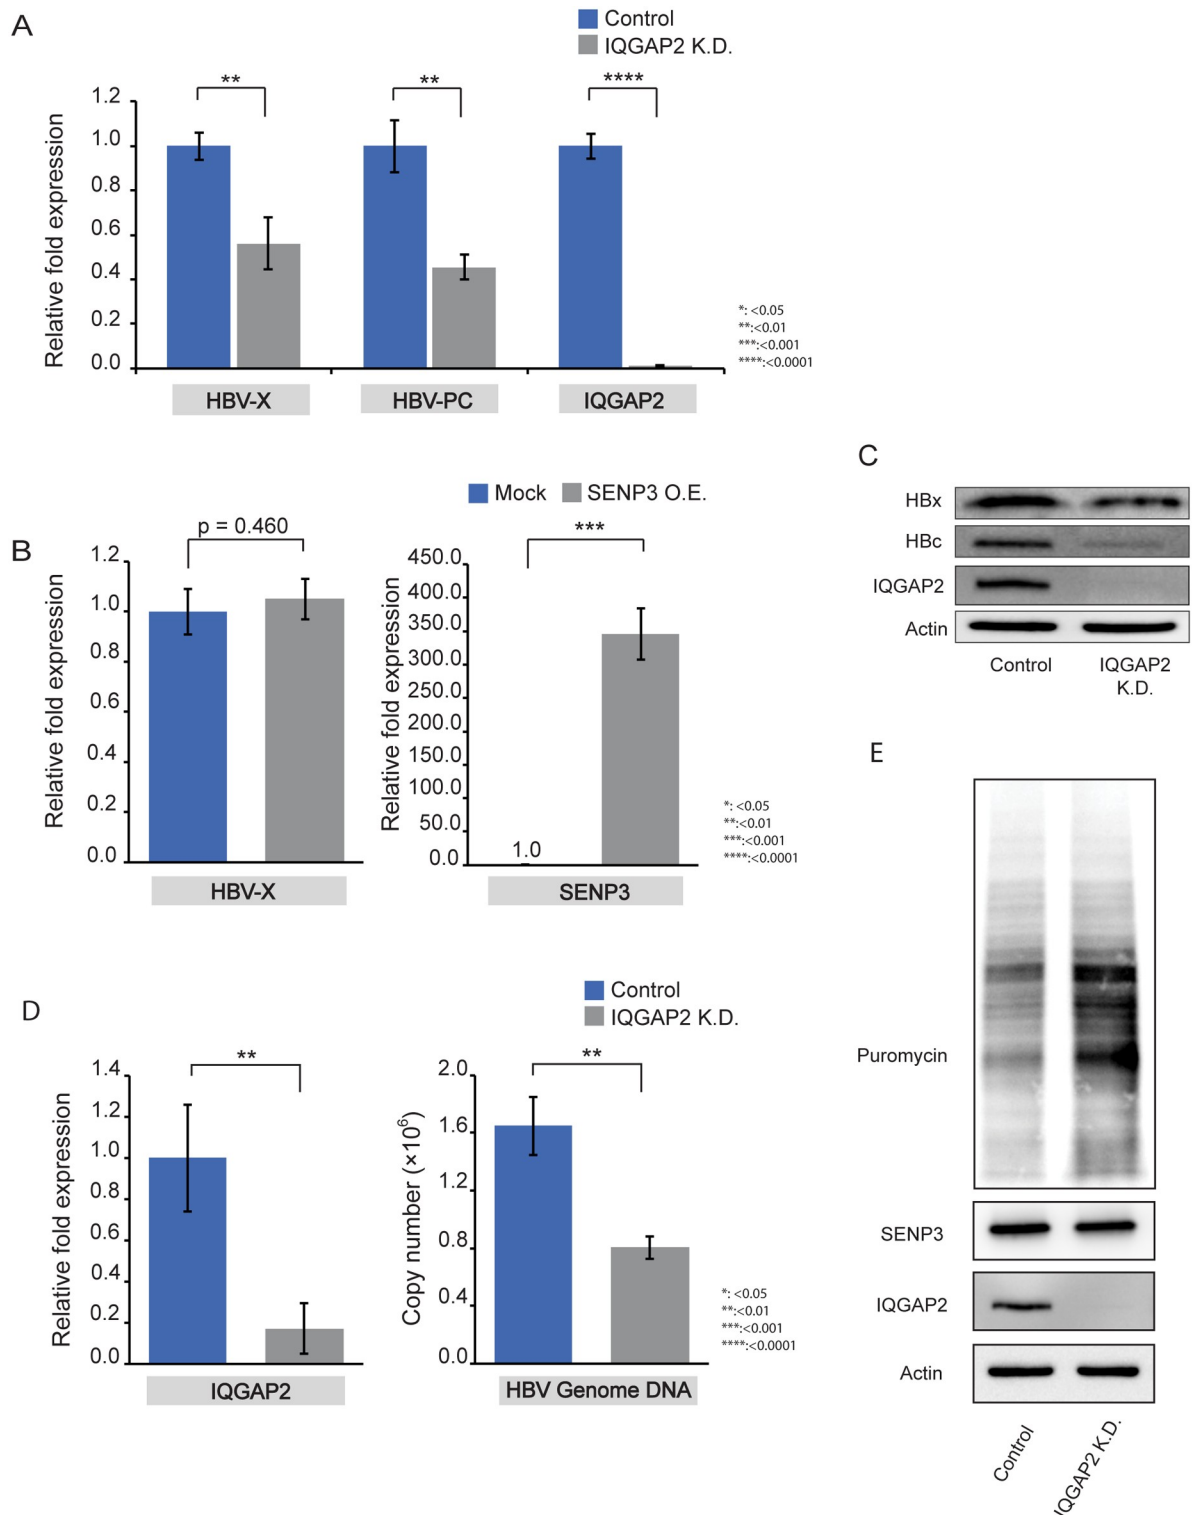 A
Control
IQGAP2 K.D.
** ** ****
Relative fold expression
1.2
1.0
0.8
0.6
0.4
0.2
0.0
*: <0.05
**:<0.01
***:<0.001
****:<0.0001
HBV-X HBV-PC IQGAP2
B
Mock SENP3 O.E.
p = 0.460
Relative fold expression
1.2
1.0
0.8
0.6
0.4
0.2
0.0
HBV-X
***
Relative fold expression
450.0
400.0
350.0
300.0
250.0
200.0
150.0
100.0
50.0
0.0
1.0
SENP3
*: <0.05
**:<0.01
***:<0.001
****:<0.0001
C
HBx
HBc
IQGAP2
Actin
Control IQGAP2
K.D.
D
Control
IQGAP2 K.D.
**
Relative fold expression
1.4
1.2
1.0
0.8
0.6
0.4
0.2
0.0
IQGAP2
**
Copy number (×10⁶)
2.0
1.6
1.2
0.8
0.4
0.0
HBV Genome DNA
*: <0.05
**:<0.01
***:<0.001
****:<0.0001
E
Puromycin
SENP3
IQGAP2
Actin
Control
IQGAP2 K.D.